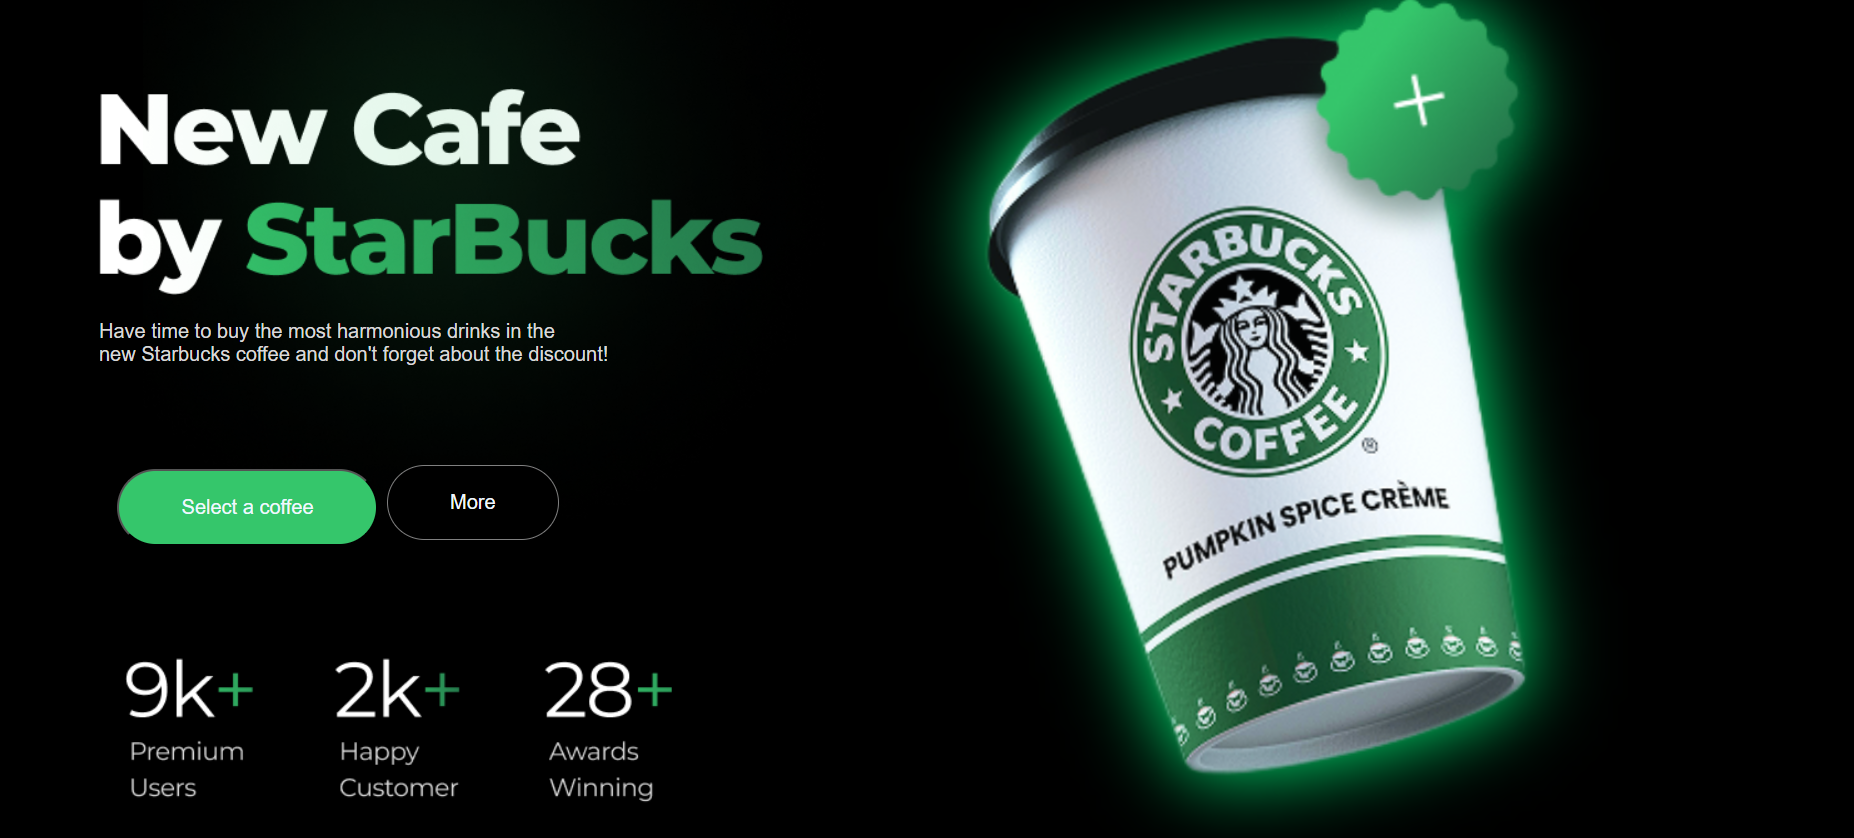 New Cafe
by StarBucks
Have time to buy the most harmonious drinks in the
new Starbucks coffee and don't forget about the discount!
Select a coffee
More
9k+
Premium
Users
2k+
Happy
Customer
28+
Awards
Winning
+
STARBUCKS
COFFEE
®
PUMPKIN SPICE CRÈME